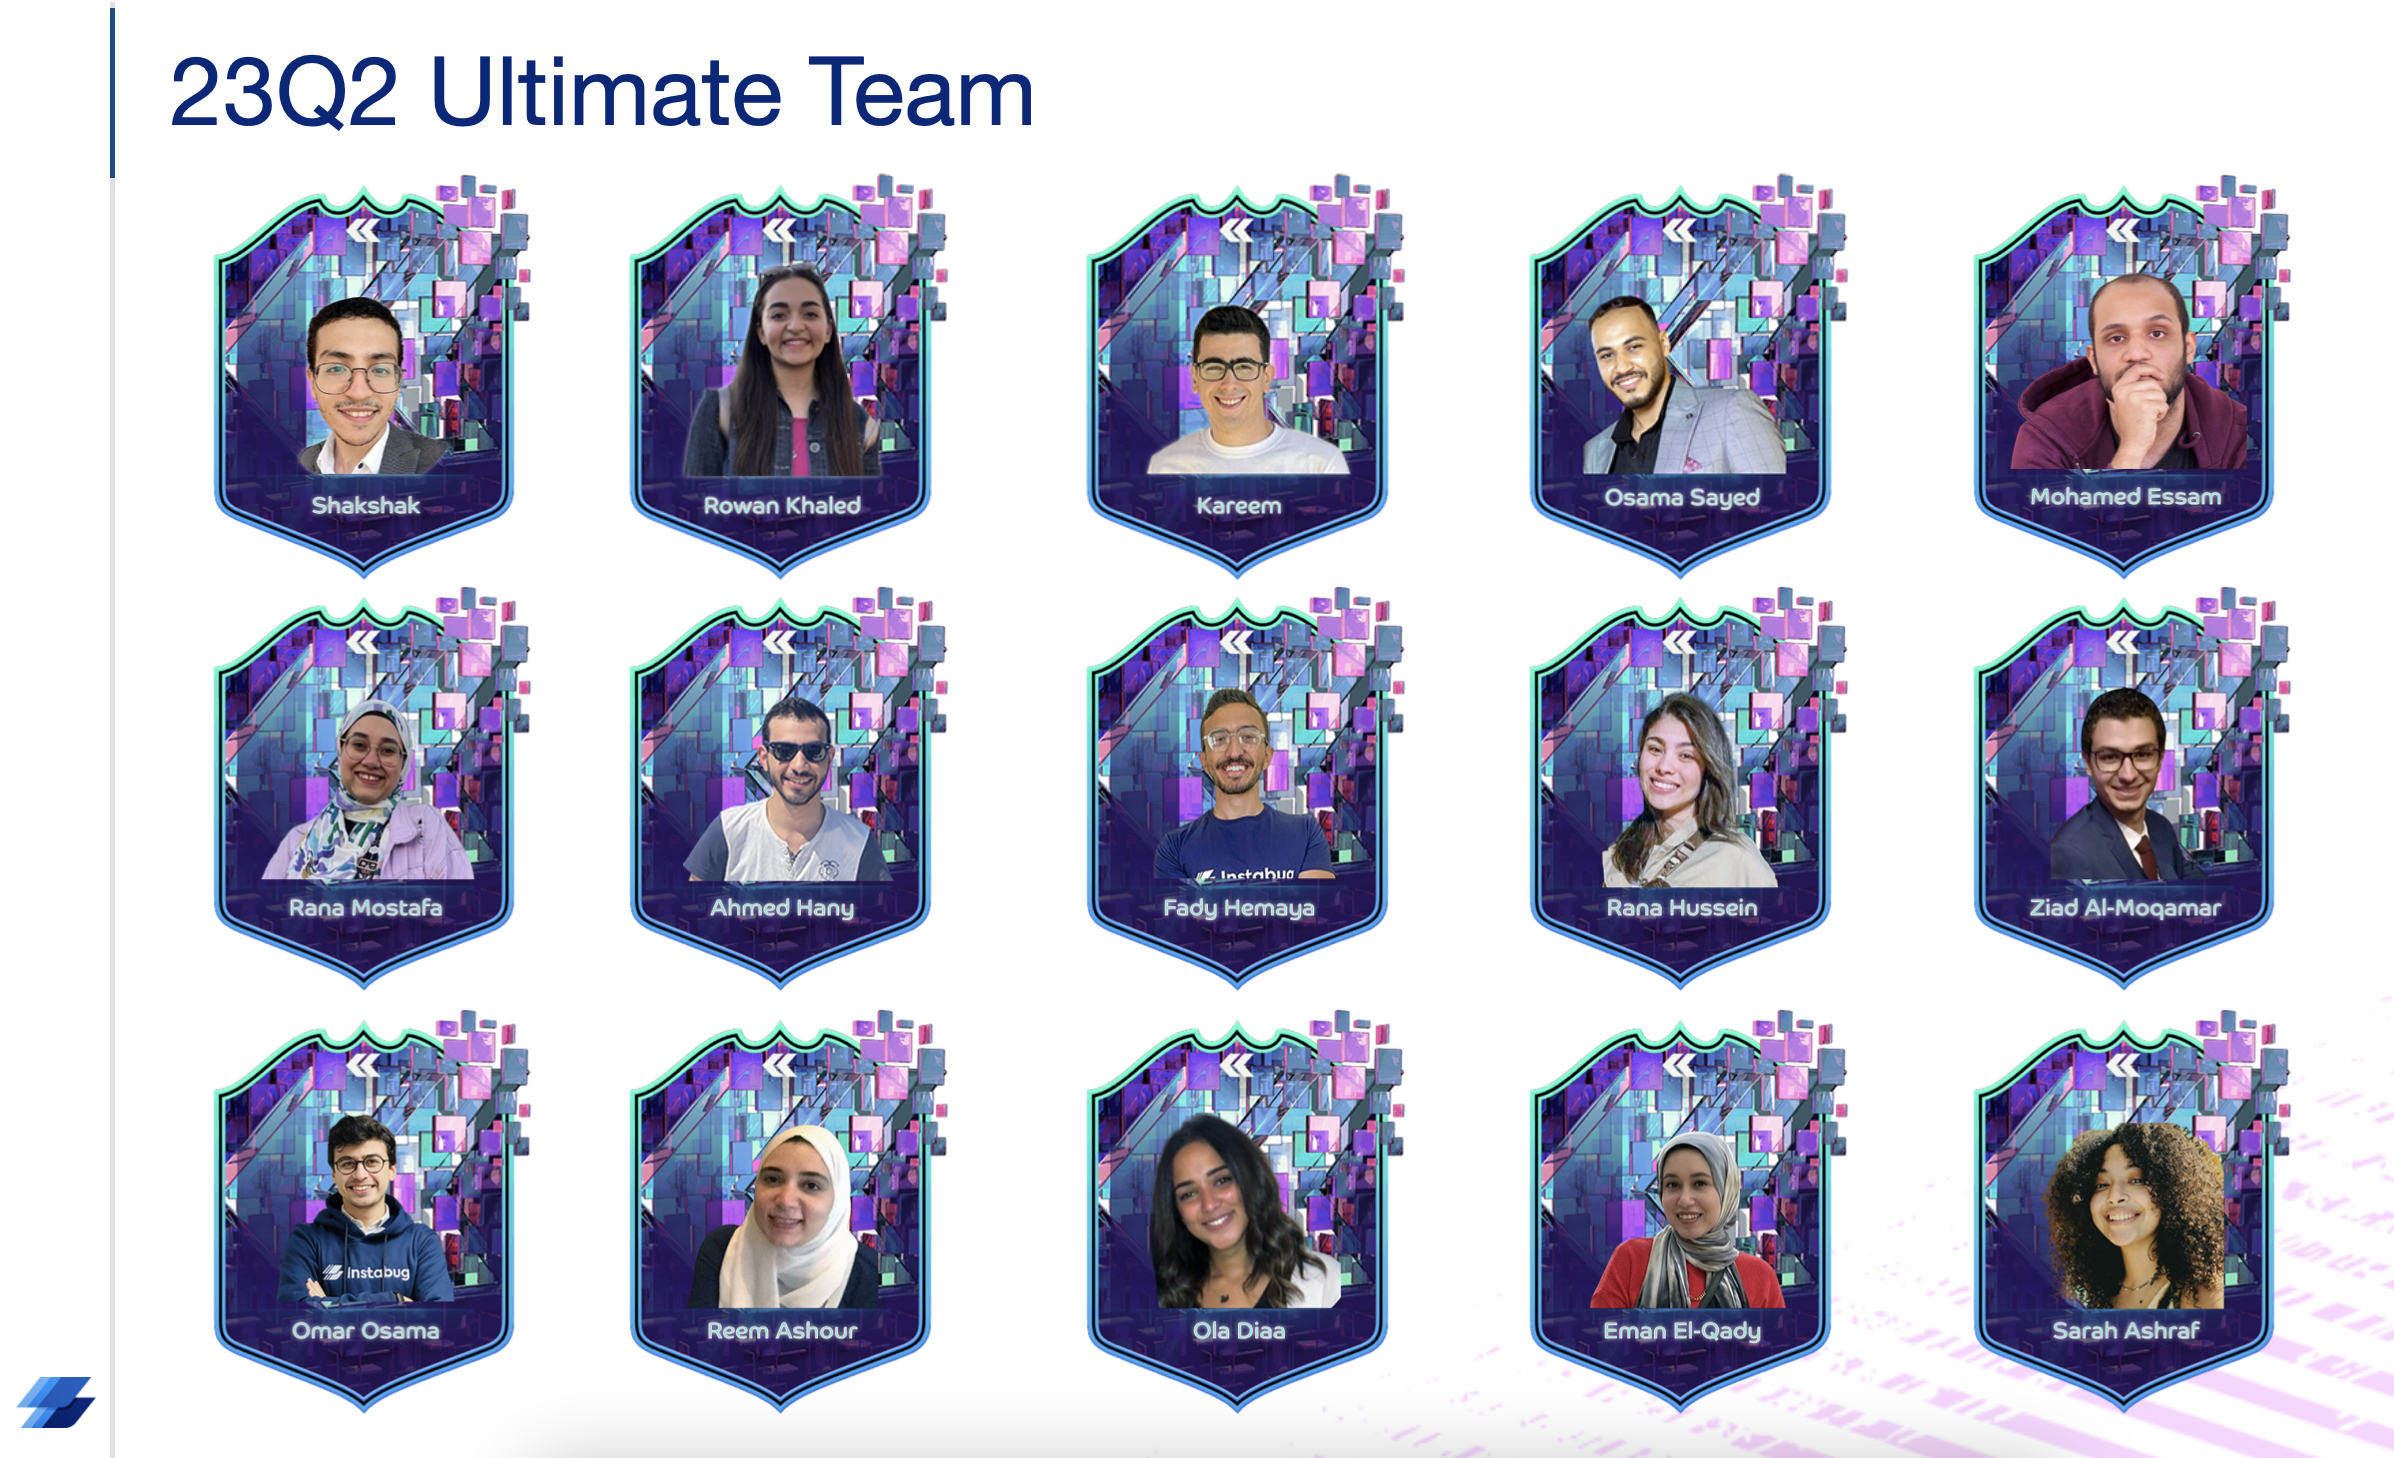 23Q2 Ultimate Team
Shakshak
Rowan Khaled
Kareem
Osama Sayed
Mohamed Essam
Rana Mostafa
Ahmed Hany
Instabug
Fady Hemaya
Rana Hussein
Ziad Al-Moqamar
Instabug
Omar Osama
Reem Ashour
Ola Diaa
Eman El-Qady
Sarah Ashraf